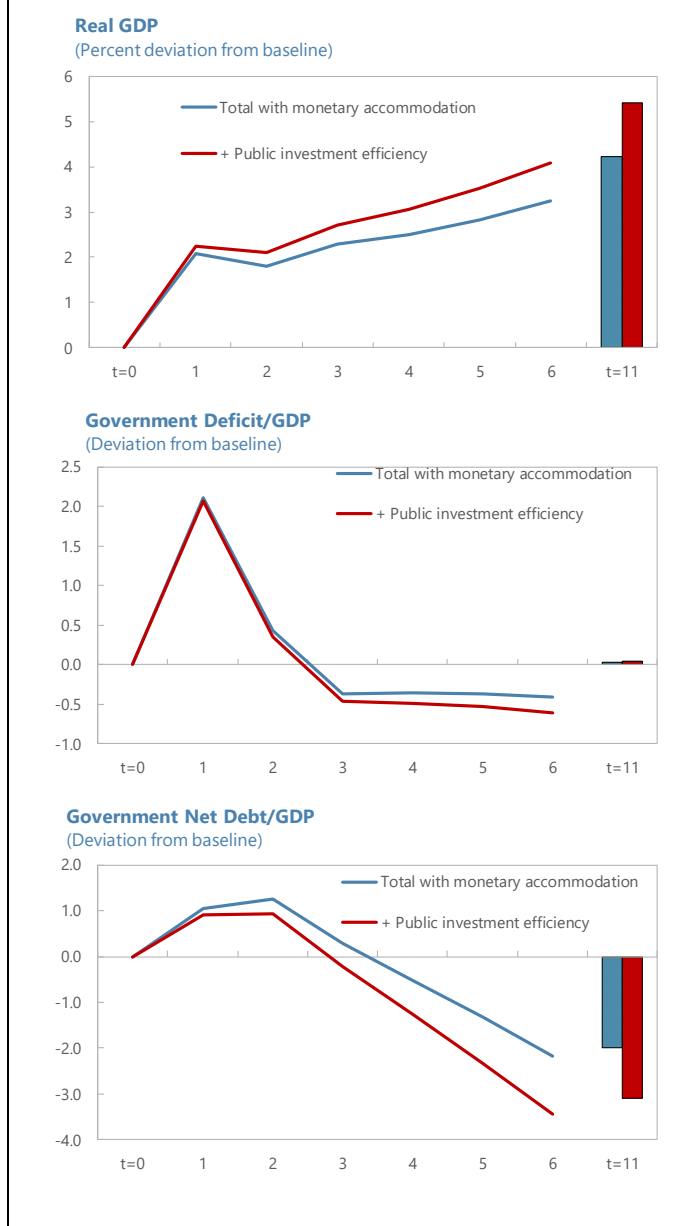 Real GDP
(Percent deviation from baseline)
6
Total with monetary accommodation
5
+ Public investment efficiency
4
3
2
1
0
t=0 1 2 3 4 5 6 t=11
Government Deficit/GDP
(Deviation from baseline)
2.5
Total with monetary accommodation
2.0
+ Public investment efficiency
1.5
1.0
0.5
0.0
-0.5
-1.0
t=0 1 2 3 4 5 6 t=11
Government Net Debt/GDP
(Deviation from baseline)
2.0
Total with monetary accommodation
1.0
+ Public investment efficiency
0.0
-1.0
-2.0
-3.0
-4.0
t=0 1 2 3 4 5 6 t=11